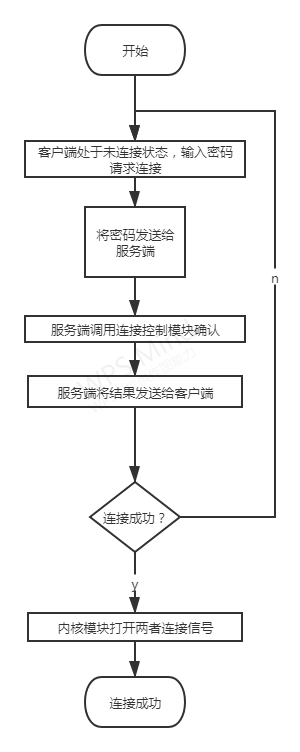 开始
客户端处于未连接状态，输入密码
请求连接
将密码发送给
服务端
n
服务端调用连接控制模块确认
服务端将结果发送给客户端
连接成功？
y
内核模块打开两者连接信号
连接成功